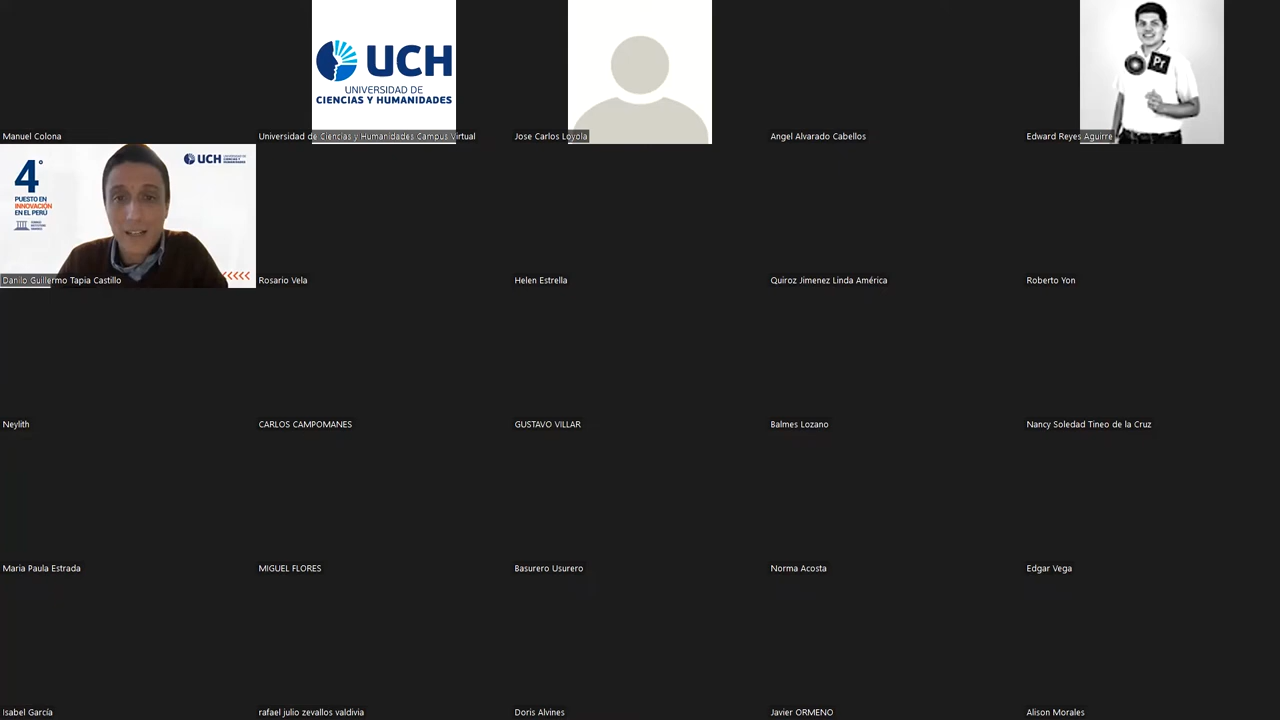 UCH
UNIVERSIDAD DE
CIENCIAS Y HUMANIDADES
Pr
Manuel Colona
Universidad de Ciencias y Humanidades Campus Virtual
Jose Carlos Loyola
Angel Alvarado Cabellos
Edward Reyes Aguirre
4°
PUESTO EN
INNOVACIÓN
EN EL PERÚ
UCH
Danilo Guillermo Tapia Castillo
Rosario Vela
Helen Estrella
Quiroz Jimenez Linda América
Roberto Yon
Neylith
CARLOS CAMPOMANES
GUSTAVO VILLAR
Balmes Lozano
Nancy Soledad Tineo de la Cruz
Maria Paula Estrada
MIGUEL FLORES
Basurero Usurero
Norma Acosta
Edgar Vega
Isabel García
rafael julio zevallos valdivia
Doris Alvines
Javier ORMENO
Alison Morales